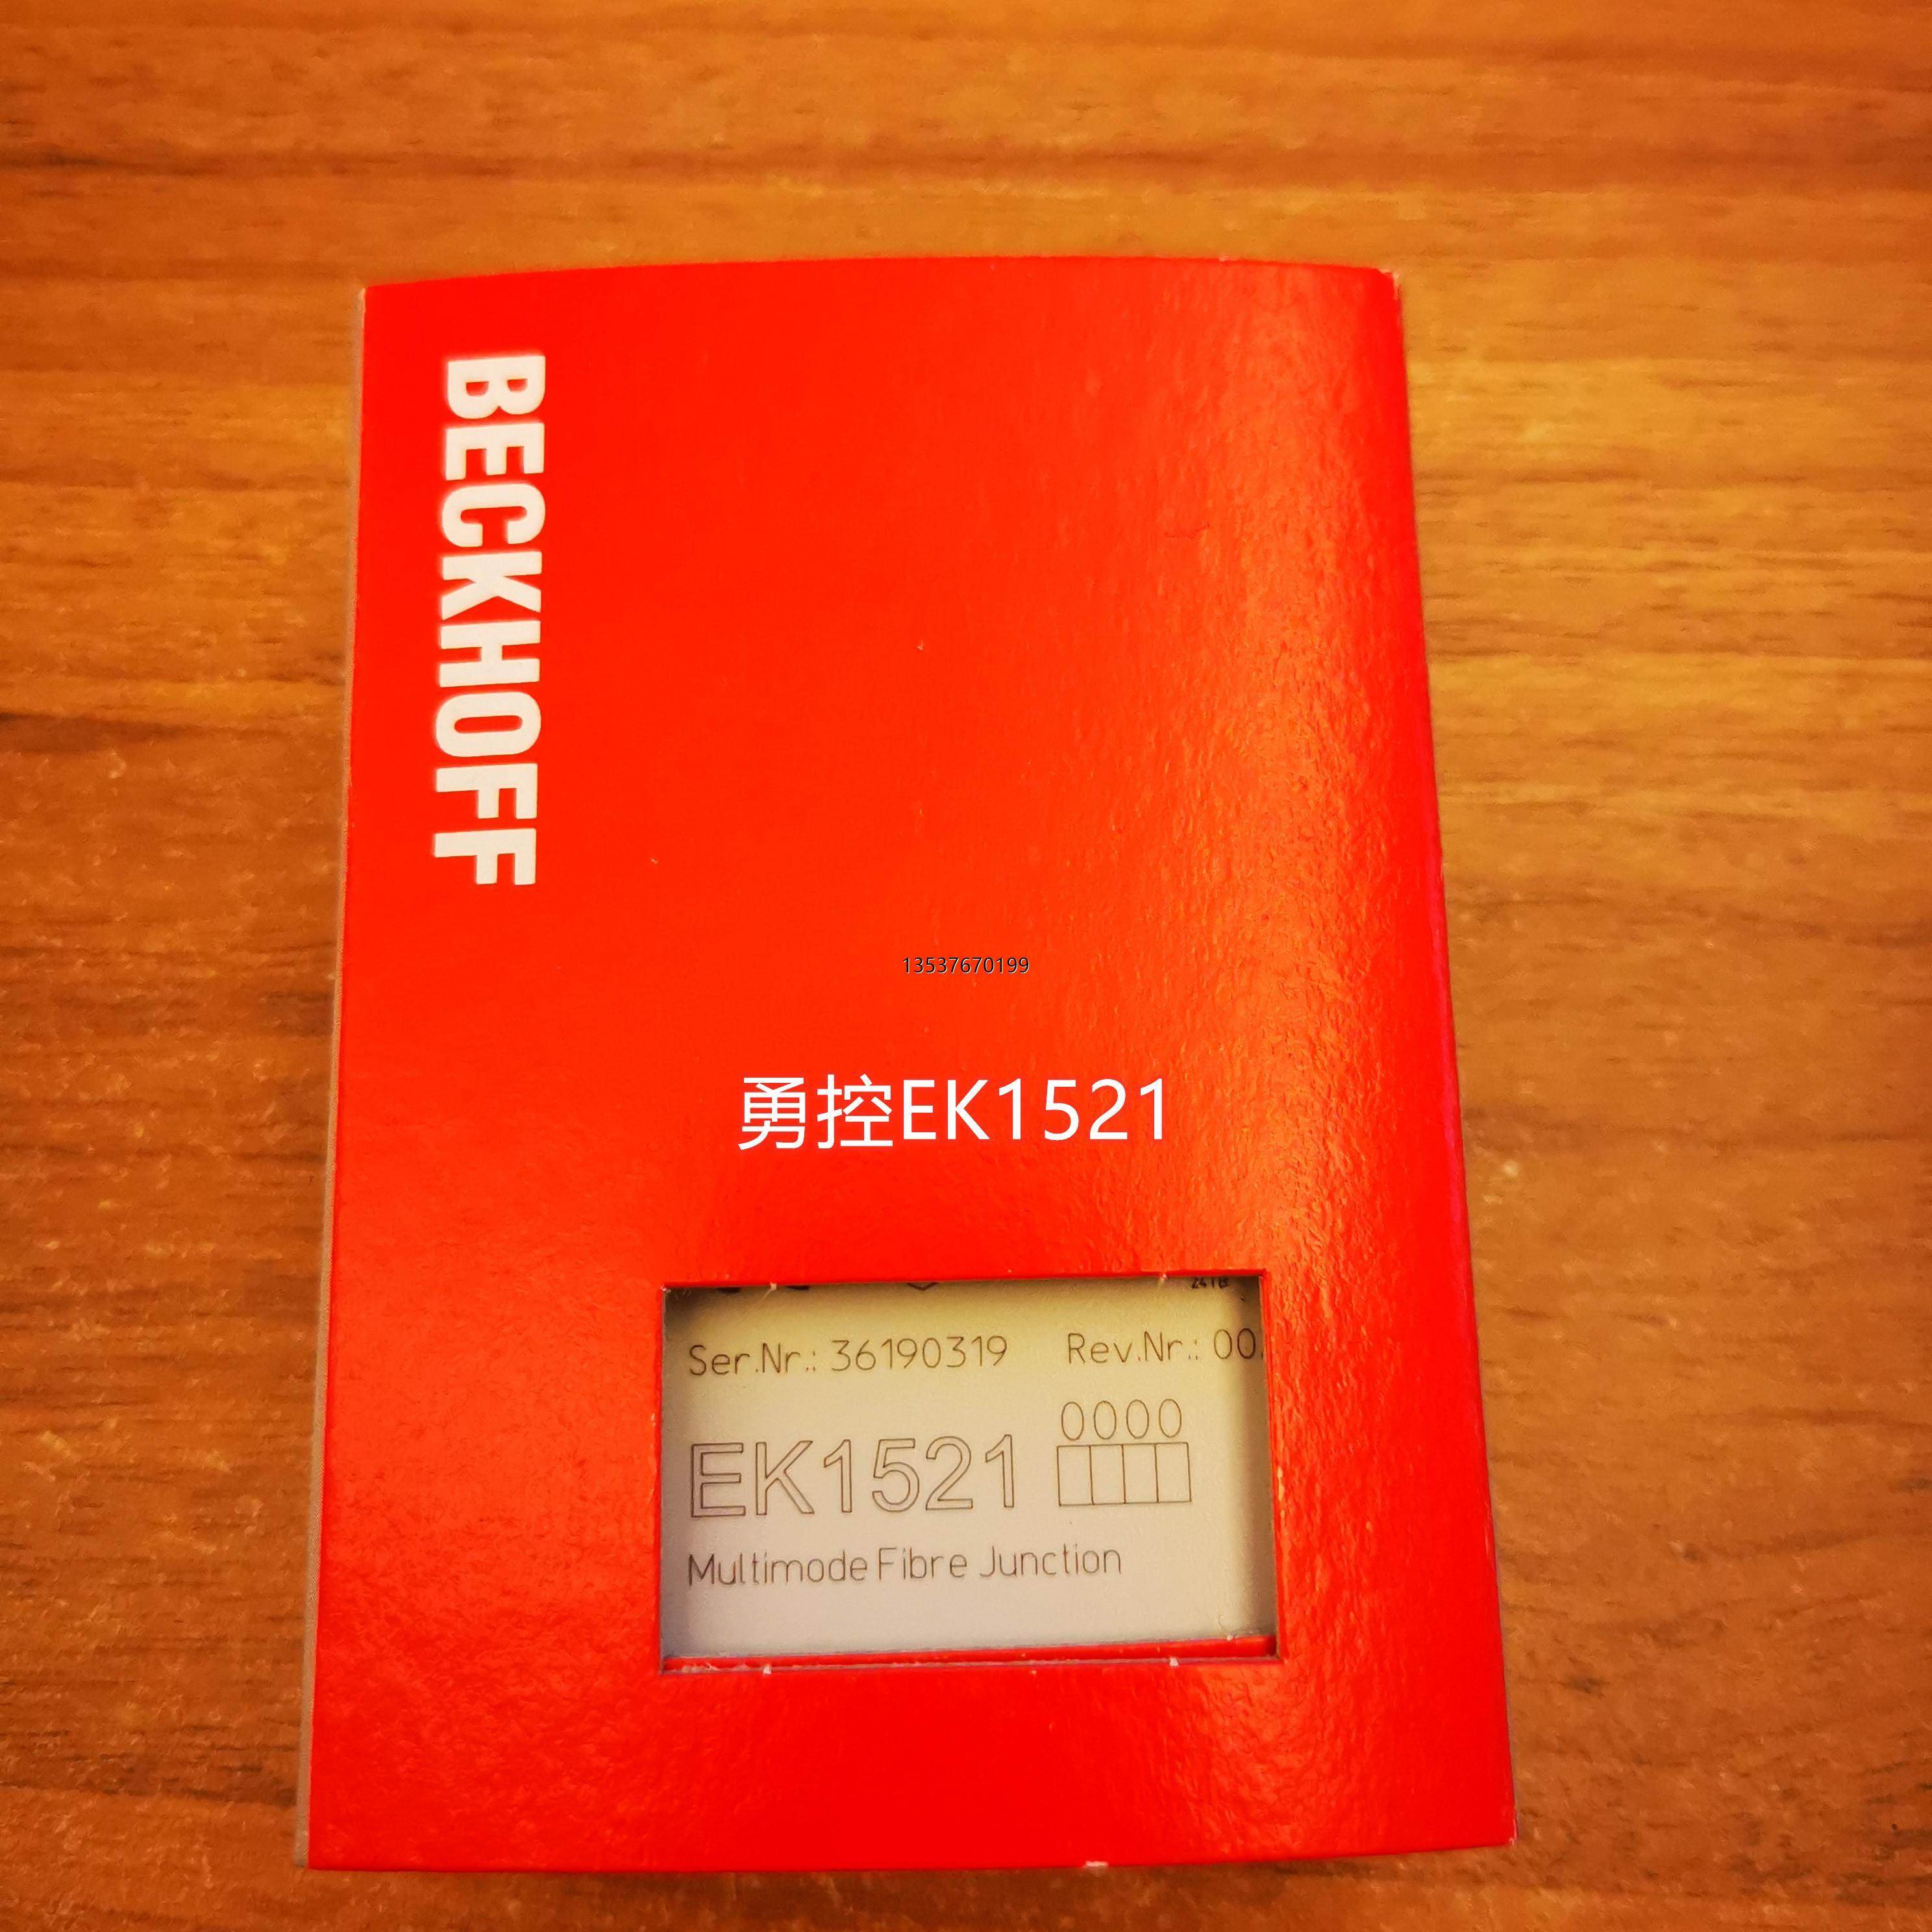 BECKHOFF
13537670199
勇控EK1521
Ser.Nr.: 36190319 Rev.Nr.: 00
EK1521 0000
Multimode Fibre Junction